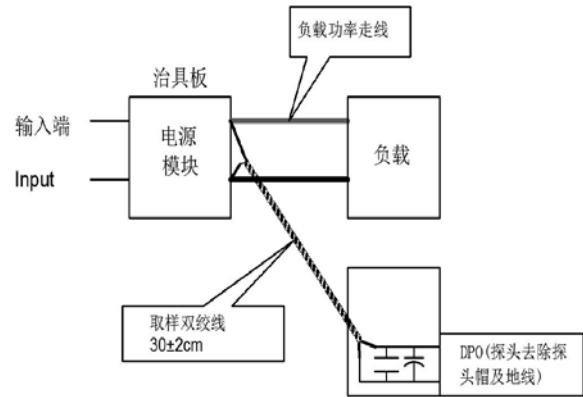 负载功率走线
治具板
输入端
Input
电源
模块
负载
取样双绞线
30±2cm
DPO(探头去除探
头帽及地线)